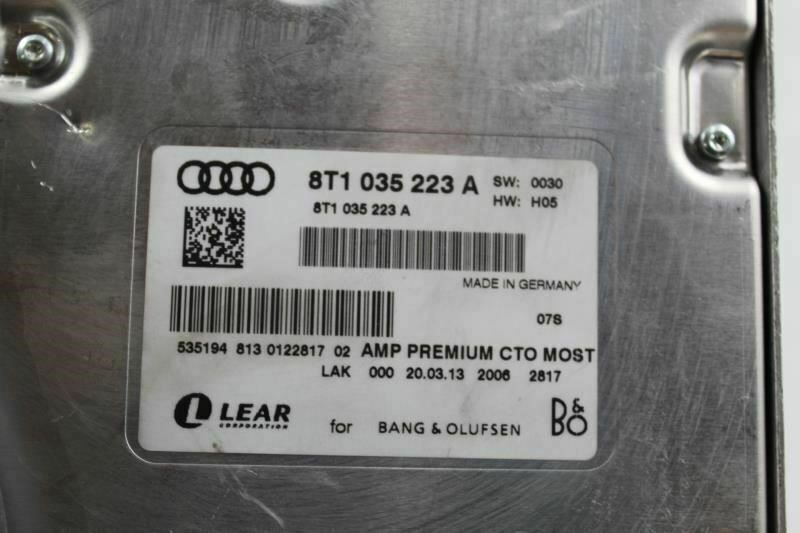 8T1 035 223 A SW: 0030
8T1 035 223 A HW: H05
MADE IN GERMANY
07S
535194 813 0122817 02 AMP PREMIUM CTO MOST
LAK 000 20.03.13 2006 2817
L LEAR CORPORATION for BANG & OLUFSEN B&O